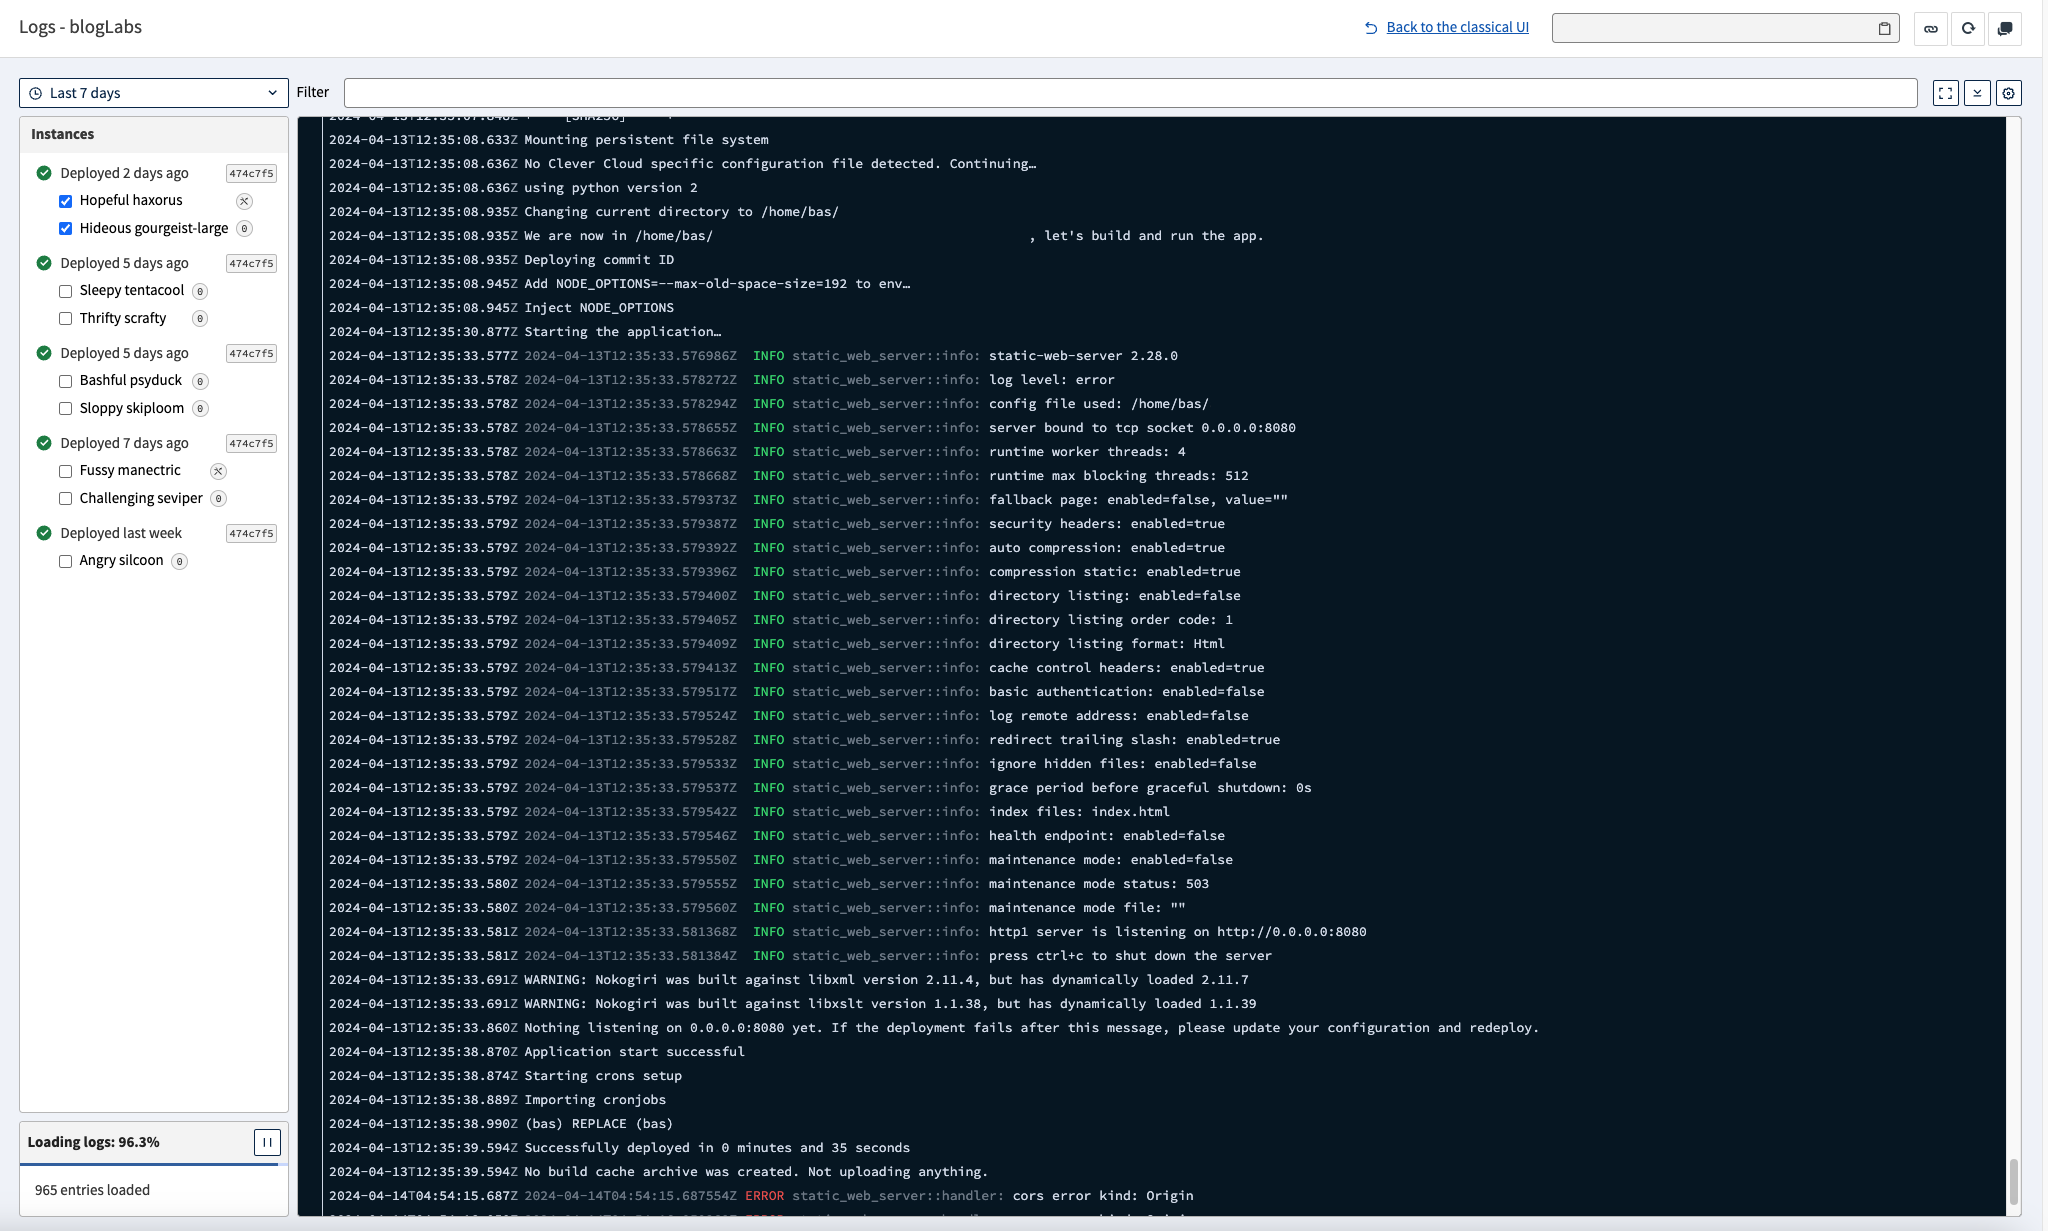 Logs - blogLabs
Back to the classical UI
Last 7 days
Filter
Instances
Deployed 2 days ago 474c7f5
Hopeful haxorus
Hideous gourgeist-large 0
Deployed 5 days ago 474c7f5
Sleepy tentacool 0
Thrifty scrafty 0
Deployed 5 days ago 474c7f5
Bashful psyduck 0
Sloppy skiploom 0
Deployed 7 days ago 474c7f5
Fussy manectric
Challenging seviper 0
Deployed last week 474c7f5
Angry silcoon 0
Loading logs: 96.3%
965 entries loaded
2024-04-13T12:35:08.633Z Mounting persistent file system
2024-04-13T12:35:08.636Z No Clever Cloud specific configuration file detected. Continuing…
2024-04-13T12:35:08.636Z using python version 2
2024-04-13T12:35:08.935Z Changing current directory to /home/bas/
2024-04-13T12:35:08.935Z We are now in /home/bas/ , let's build and run the app.
2024-04-13T12:35:08.935Z Deploying commit ID
2024-04-13T12:35:08.945Z Add NODE_OPTIONS=--max-old-space-size=192 to env…
2024-04-13T12:35:08.945Z Inject NODE_OPTIONS
2024-04-13T12:35:30.877Z Starting the application…
2024-04-13T12:35:33.577Z 2024-04-13T12:35:33.576986Z INFO static_web_server::info: static-web-server 2.28.0
2024-04-13T12:35:33.578Z 2024-04-13T12:35:33.578272Z INFO static_web_server::info: log level: error
2024-04-13T12:35:33.578Z 2024-04-13T12:35:33.578294Z INFO static_web_server::info: config file used: /home/bas/
2024-04-13T12:35:33.578Z 2024-04-13T12:35:33.578655Z INFO static_web_server::info: server bound to tcp socket 0.0.0.0:8080
2024-04-13T12:35:33.578Z 2024-04-13T12:35:33.578663Z INFO static_web_server::info: runtime worker threads: 4
2024-04-13T12:35:33.578Z 2024-04-13T12:35:33.578668Z INFO static_web_server::info: runtime max blocking threads: 512
2024-04-13T12:35:33.579Z 2024-04-13T12:35:33.579373Z INFO static_web_server::info: fallback page: enabled=false, value=""
2024-04-13T12:35:33.579Z 2024-04-13T12:35:33.579387Z INFO static_web_server::info: security headers: enabled=true
2024-04-13T12:35:33.579Z 2024-04-13T12:35:33.579392Z INFO static_web_server::info: auto compression: enabled=true
2024-04-13T12:35:33.579Z 2024-04-13T12:35:33.579396Z INFO static_web_server::info: compression static: enabled=true
2024-04-13T12:35:33.579Z 2024-04-13T12:35:33.579400Z INFO static_web_server::info: directory listing: enabled=false
2024-04-13T12:35:33.579Z 2024-04-13T12:35:33.579405Z INFO static_web_server::info: directory listing order code: 1
2024-04-13T12:35:33.579Z 2024-04-13T12:35:33.579409Z INFO static_web_server::info: directory listing format: Html
2024-04-13T12:35:33.579Z 2024-04-13T12:35:33.579413Z INFO static_web_server::info: cache control headers: enabled=true
2024-04-13T12:35:33.579Z 2024-04-13T12:35:33.579517Z INFO static_web_server::info: basic authentication: enabled=false
2024-04-13T12:35:33.579Z 2024-04-13T12:35:33.579524Z INFO static_web_server::info: log remote address: enabled=false
2024-04-13T12:35:33.579Z 2024-04-13T12:35:33.579528Z INFO static_web_server::info: redirect trailing slash: enabled=true
2024-04-13T12:35:33.579Z 2024-04-13T12:35:33.579533Z INFO static_web_server::info: ignore hidden files: enabled=false
2024-04-13T12:35:33.579Z 2024-04-13T12:35:33.579537Z INFO static_web_server::info: grace period before graceful shutdown: 0s
2024-04-13T12:35:33.579Z 2024-04-13T12:35:33.579542Z INFO static_web_server::info: index files: index.html
2024-04-13T12:35:33.579Z 2024-04-13T12:35:33.579546Z INFO static_web_server::info: health endpoint: enabled=false
2024-04-13T12:35:33.579Z 2024-04-13T12:35:33.579550Z INFO static_web_server::info: maintenance mode: enabled=false
2024-04-13T12:35:33.580Z 2024-04-13T12:35:33.579555Z INFO static_web_server::info: maintenance mode status: 503
2024-04-13T12:35:33.580Z 2024-04-13T12:35:33.579560Z INFO static_web_server::info: maintenance mode file: ""
2024-04-13T12:35:33.581Z 2024-04-13T12:35:33.581368Z INFO static_web_server::info: http1 server is listening on http://0.0.0.0:8080
2024-04-13T12:35:33.581Z 2024-04-13T12:35:33.581384Z INFO static_web_server::info: press ctrl+c to shut down the server
2024-04-13T12:35:33.691Z WARNING: Nokogiri was built against libxml version 2.11.4, but has dynamically loaded 2.11.7
2024-04-13T12:35:33.691Z WARNING: Nokogiri was built against libxslt version 1.1.38, but has dynamically loaded 1.1.39
2024-04-13T12:35:33.860Z Nothing listening on 0.0.0.0:8080 yet. If the deployment fails after this message, please update your configuration and redeploy.
2024-04-13T12:35:38.870Z Application start successful
2024-04-13T12:35:38.874Z Starting crons setup
2024-04-13T12:35:38.889Z Importing cronjobs
2024-04-13T12:35:38.990Z (bas) REPLACE (bas)
2024-04-13T12:35:39.594Z Successfully deployed in 0 minutes and 35 seconds
2024-04-13T12:35:39.594Z No build cache archive was created. Not uploading anything.
2024-04-14T04:54:15.687Z 2024-04-14T04:54:15.687554Z ERROR static_web_server::handler: cors error kind: Origin